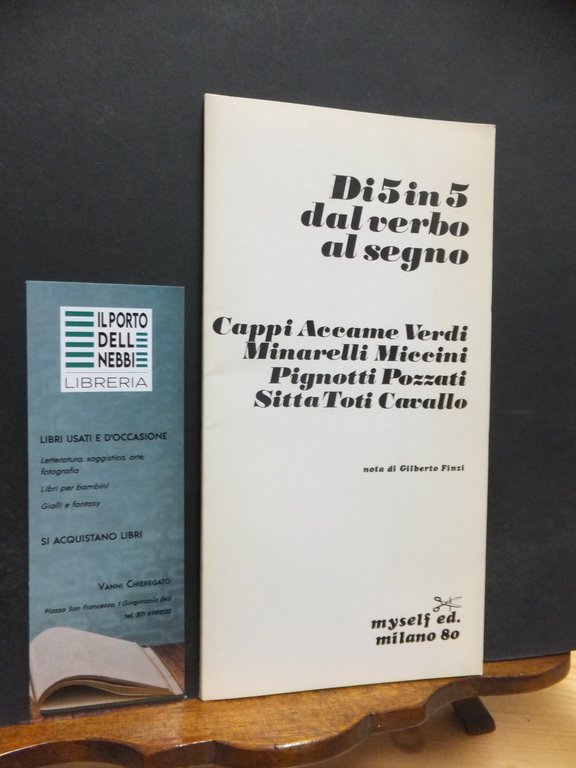 Di 5 in 5
dal verbo
al segno
Cappi Accame Verdi
Minarelli Miccini
Pignotti Pozzati
Sitta Toti Cavallo
nota di Gilberto Finzi
myself ed.
milano 80
IL PORTO
DELL
NEBBI
LIBRERIA
LIBRI USATI E D'OCCASIONE
Letteratura, saggistica, arte,
fotografia
Libri per bambini
Gialli e fantasy
SI ACQUISTANO LIBRI
VANNI CHIEREGATO
Piazza San Francesco, 1 Gorgonzola (MI)